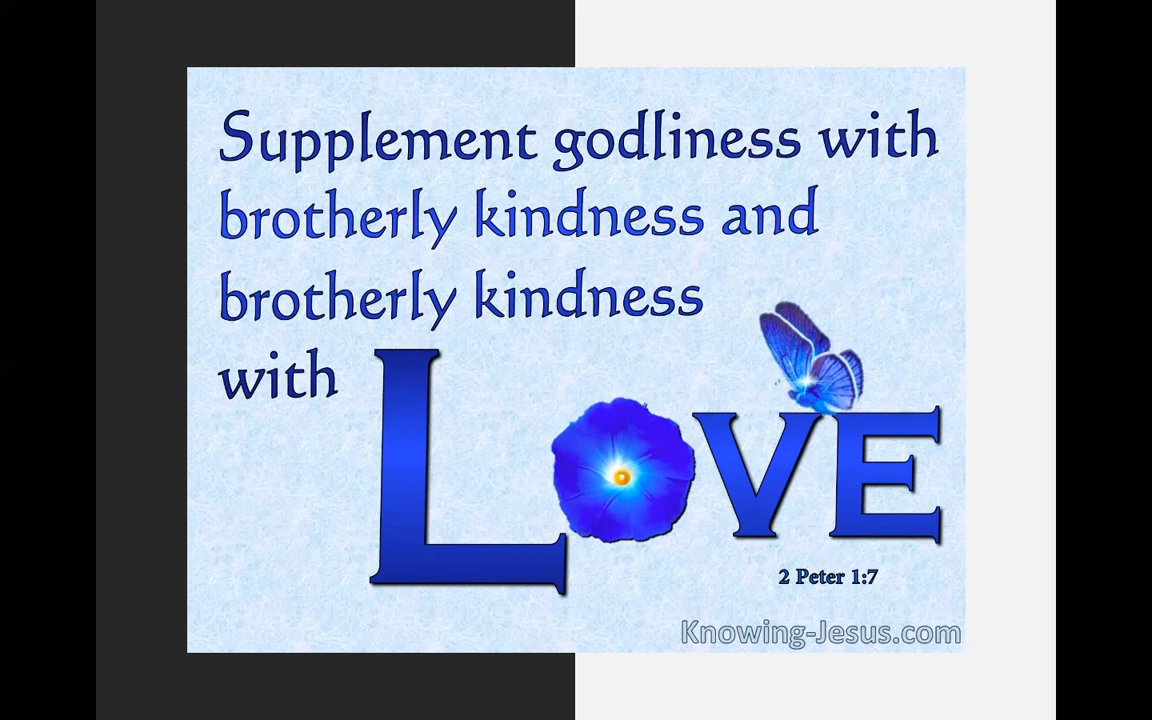 Supplement godliness with
brotherly kindness and
brotherly kindness
with LOVE
2 Peter 1:7
Knowing-Jesus.com